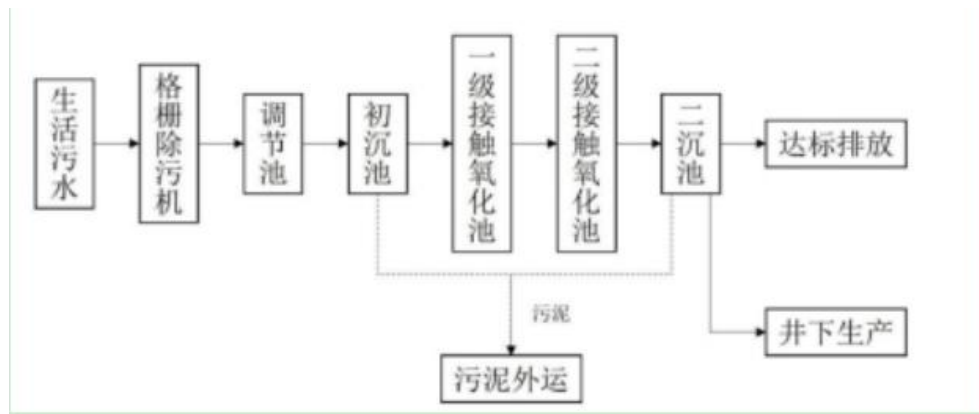 生活污水
格栅除污机
调节池
初沉池
一级接触氧化池
二级接触氧化池
二沉池
达标排放
污泥
井下生产
污泥外运